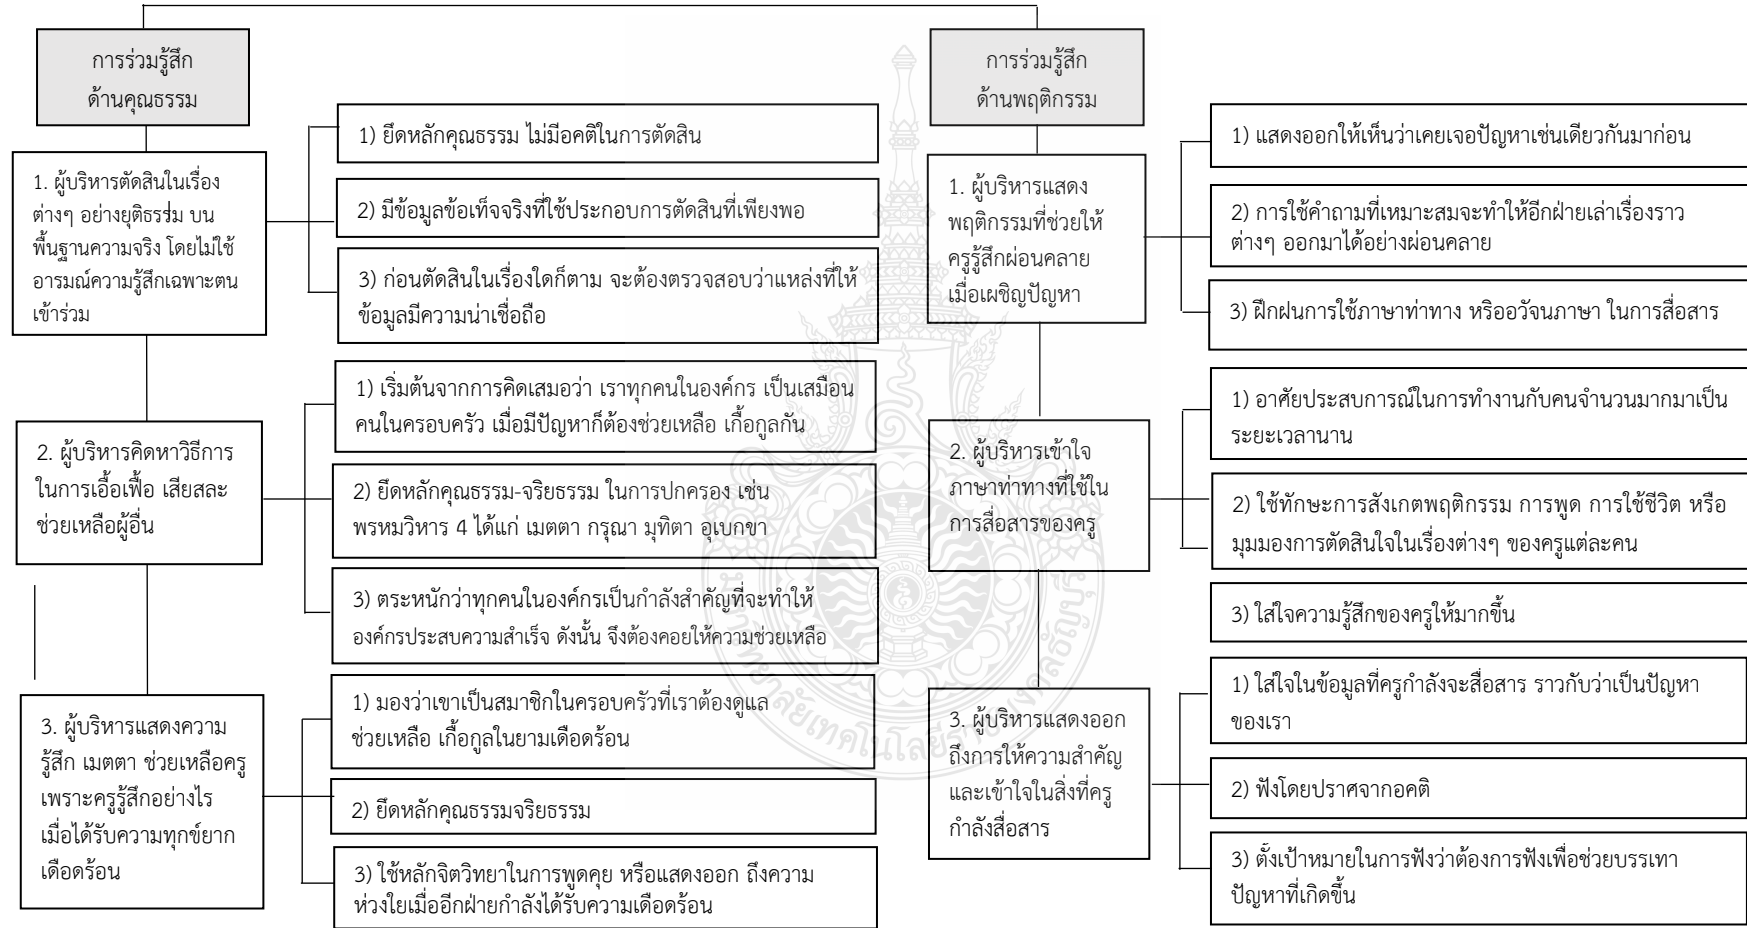 การร่วมรู้สึก
ด้านคุณธรรม
1. ผู้บริหารตัดสินในเรื่อง
ต่างๆ อย่างยุติธรรม บน
พื้นฐานความจริง โดยไม่ใช้
อารมณ์ความรู้สึกเฉพาะตน
เข้าร่วม
1) ยึดหลักคุณธรรม ไม่มีอคติในการตัดสิน
2) มีข้อมูลข้อเท็จจริงที่ใช้ประกอบการตัดสินที่เพียงพอ
3) ก่อนตัดสินในเรื่องใดก็ตาม จะต้องตรวจสอบว่าแหล่งที่ให้
ข้อมูลมีความน่าเชื่อถือ
2. ผู้บริหารคิดหาวิธีการ
ในการเอื้อเฟื้อ เสียสละ
ช่วยเหลือผู้อื่น
1) เริ่มต้นจากการคิดเสมอว่า เราทุกคนในองค์กร เป็นเสมือน
คนในครอบครัว เมื่อมีปัญหาก็ต้องช่วยเหลือ เกื้อกูลกัน
2) ยึดหลักคุณธรรม-จริยธรรม ในการปกครอง เช่น
พรหมวิหาร 4 ได้แก่ เมตตา กรุณา มุทิตา อุเบกขา
3) ตระหนักว่าทุกคนในองค์กรเป็นกำลังสำคัญที่จะทำให้
องค์กรประสบความสำเร็จ ดังนั้น จึงต้องคอยให้ความช่วยเหลือ
3. ผู้บริหารแสดงความ
รู้สึก เมตตา ช่วยเหลือครู
เพราะครูรู้สึกอย่างไร
เมื่อได้รับความทุกข์ยาก
เดือดร้อน
1) มองว่าเขาเป็นสมาชิกในครอบครัวที่เราต้องดูแล
ช่วยเหลือ เกื้อกูลในยามเดือดร้อน
2) ยึดหลักคุณธรรมจริยธรรม
3) ใช้หลักจิตวิทยาในการพูดคุย หรือแสดงออก ถึงความ
ห่วงใยเมื่ออีกฝ่ายกำลังได้รับความเดือดร้อน
การร่วมรู้สึก
ด้านพฤติกรรม
1. ผู้บริหารแสดง
พฤติกรรมที่ช่วยให้
ครูรู้สึกผ่อนคลาย
เมื่อเผชิญปัญหา
1) แสดงออกให้เห็นว่าเคยเจอปัญหาเช่นเดียวกันมาก่อน
2) การใช้คำถามที่เหมาะสมจะทำให้อีกฝ่ายเล่าเรื่องราว
ต่างๆ ออกมาได้อย่างผ่อนคลาย
3) ฝึกฝนการใช้ภาษาท่าทาง หรืออวัจนภาษา ในการสื่อสาร
2. ผู้บริหารเข้าใจ
ภาษาท่าทางที่ใช้ใน
การสื่อสารของครู
1) อาศัยประสบการณ์ในการทำงานกับคนจำนวนมากมาเป็น
ระยะเวลานาน
2) ใช้ทักษะการสังเกตพฤติกรรม การพูด การใช้ชีวิต หรือ
มุมมองการตัดสินใจในเรื่องต่างๆ ของครูแต่ละคน
3) ใส่ใจความรู้สึกของครูให้มากขึ้น
3. ผู้บริหารแสดงออก
ถึงการให้ความสำคัญ
และเข้าใจในสิ่งที่ครู
กำลังสื่อสาร
1) ใส่ใจในข้อมูลที่ครูกำลังจะสื่อสาร ราวกับว่าเป็นปัญหา
ของเรา
2) ฟังโดยปราศจากอคติ
3) ตั้งเป้าหมายในการฟังว่าต้องการฟังเพื่อช่วยบรรเทา
ปัญหาที่เกิดขึ้น
มหาวิทยาลัยเทคโนโลยีราชมงคลธัญบุรี